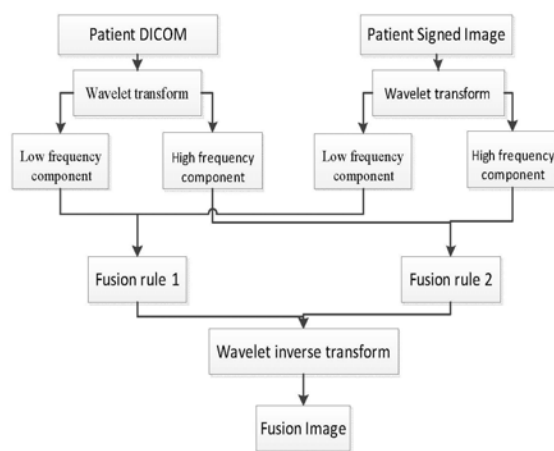 Patient DICOM
Patient Signed Image
Wavelet transform
Wavelet transform
Low frequency
component
High frequency
component
Low frequency
component
High frequency
component
Fusion rule 1
Fusion rule 2
Wavelet inverse transform
Fusion Image